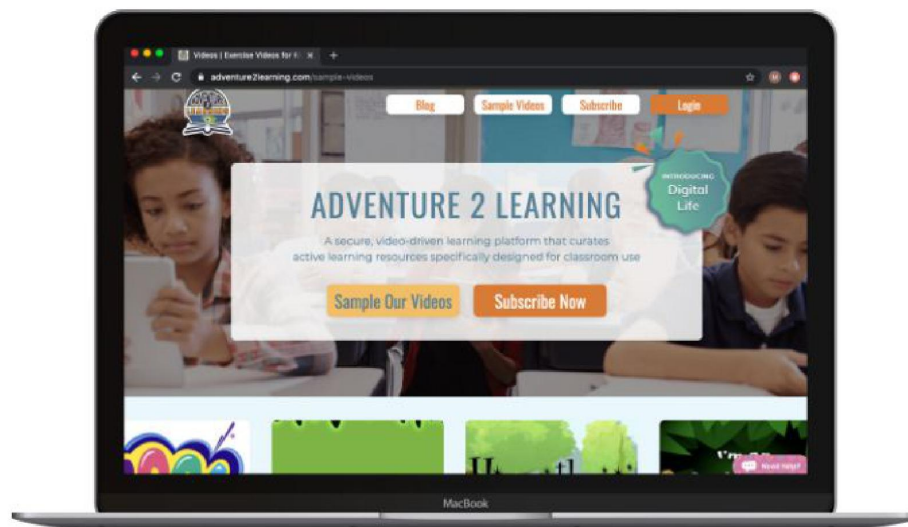 Videos | Exercise Videos for
adventure2learning.com/sample-videos
Blog
Sample Videos
Subscribe
Login
INTRODUCING
Digital
Life
ADVENTURE 2 LEARNING
A secure, video-driven learning platform that curates
active learning resources specifically designed for classroom use
Sample Our Videos
Subscribe Now
Need Help?
MacBook